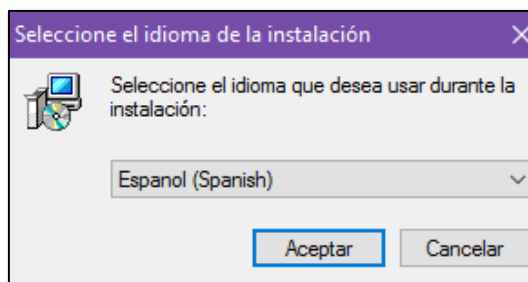 Seleccione el idioma de la instalación
Seleccione el idioma que desea usar durante la
instalación:
Espanol (Spanish)
Aceptar
Cancelar